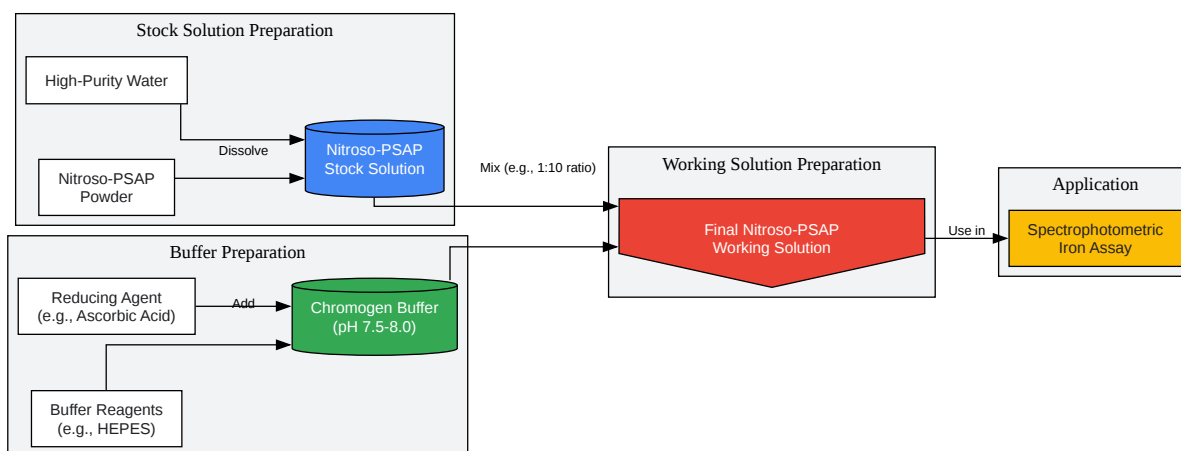 Stock Solution Preparation
High-Purity Water
Dissolve
Nitroso-PSAP
Powder
Nitroso-PSAP
Stock Solution
Mix (e.g., 1:10 ratio)
Buffer Preparation
Reducing Agent
(e.g., Ascorbic Acid)
Add
Chromogen Buffer
(pH 7.5-8.0)
Buffer Reagents
(e.g., HEPES)
Working Solution Preparation
Final Nitroso-PSAP
Working Solution
Use in
Application
Spectrophotometric
Iron Assay